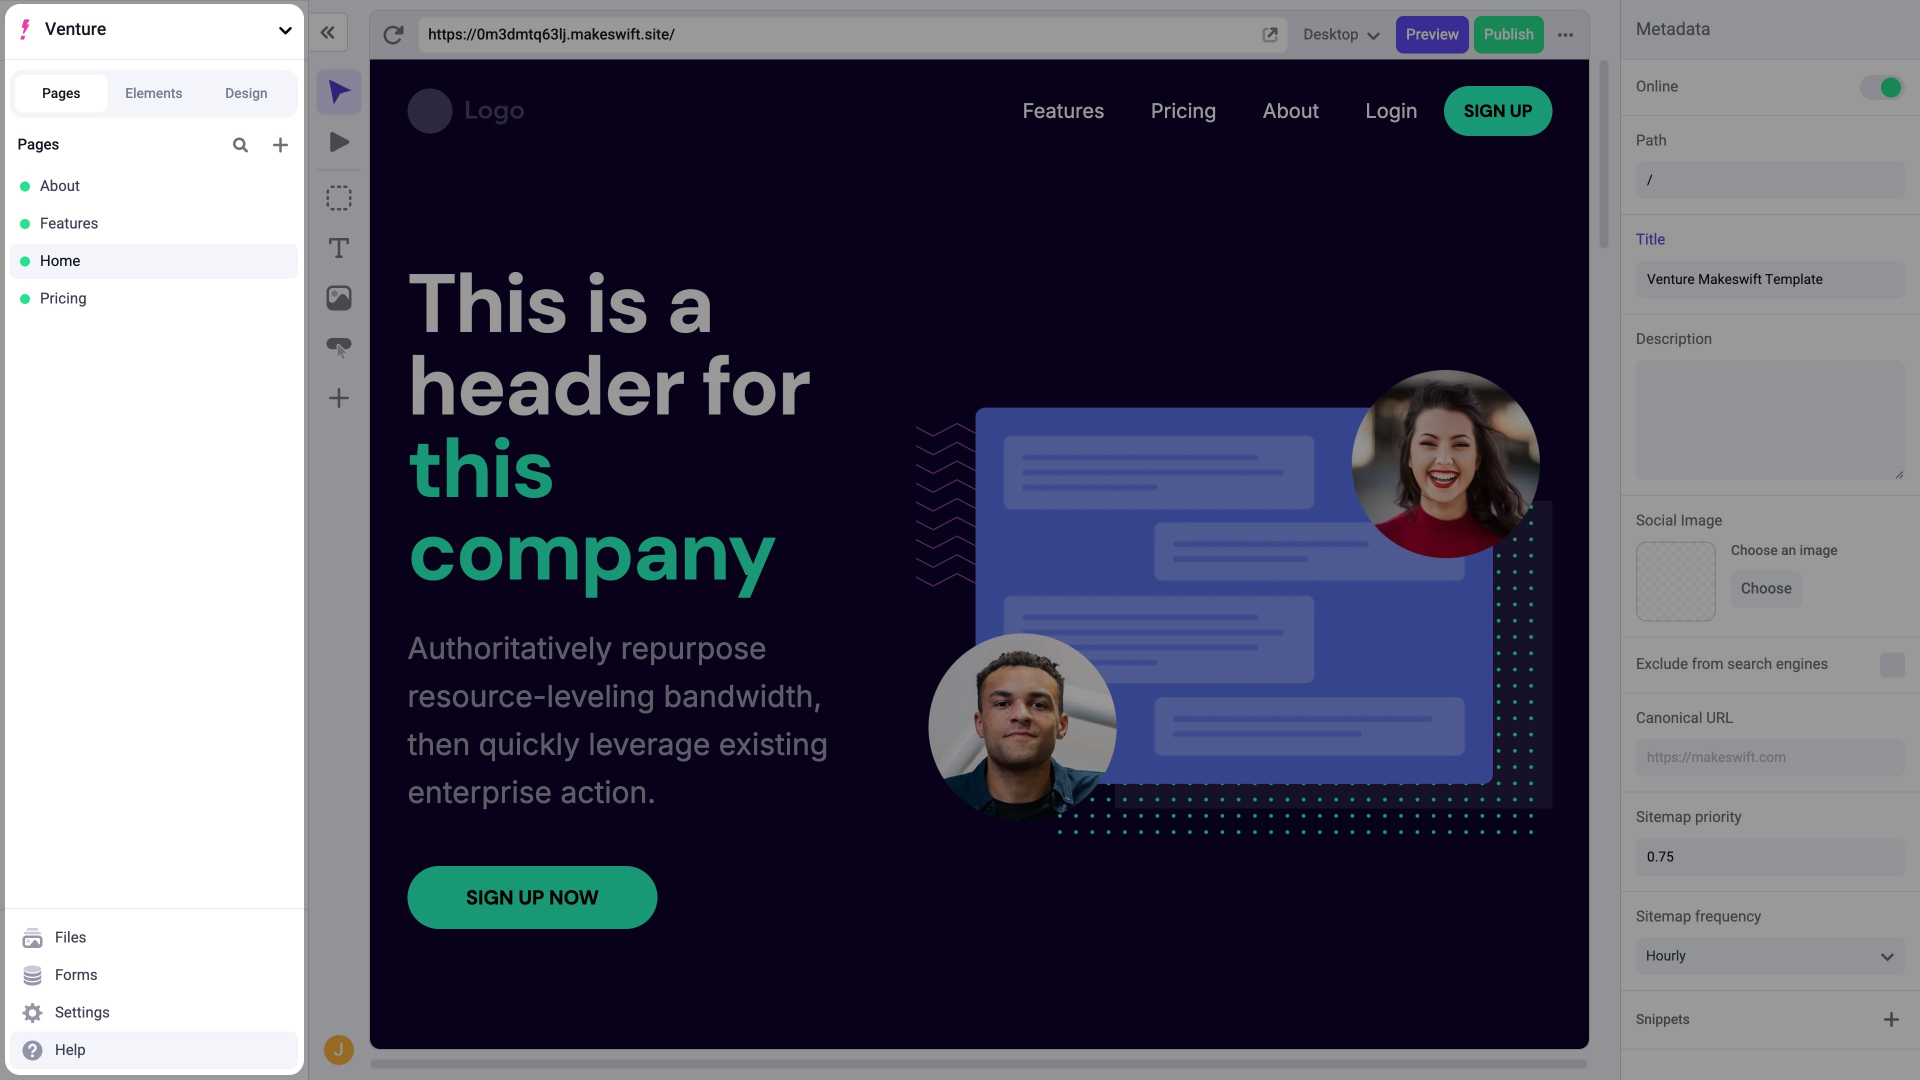 Venture
Pages
Elements
Design
Pages
About
Features
Home
Pricing
Files
Forms
Settings
Help
J
https://0m3dmtq63lj.makeswift.site/
Desktop
Preview
Publish
Logo
Features
Pricing
About
Login
SIGN UP
This is a
header for
this
company
Authoritatively repurpose
resource-leveling bandwidth,
then quickly leverage existing
enterprise action.
SIGN UP NOW
Metadata
Online
Path
/
Title
Venture Makeswift Template
Description
Social Image
Choose an image
Choose
Exclude from search engines
Canonical URL
https://makeswift.com
Sitemap priority
0.75
Sitemap frequency
Hourly
Snippets